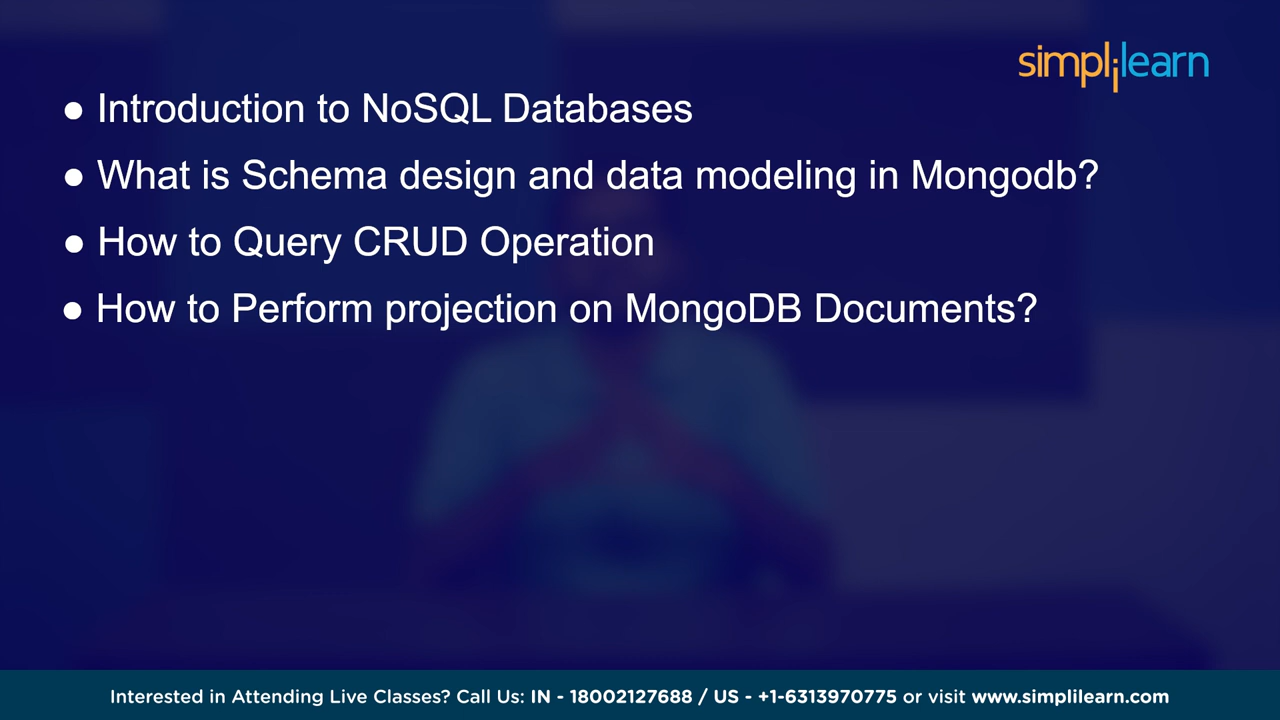 simplilearn
● Introduction to NoSQL Databases
● What is Schema design and data modeling in Mongodb?
● How to Query CRUD Operation
● How to Perform projection on MongoDB Documents?
Interested in Attending Live Classes? Call Us: IN - 18002127688 / US - +1-6313970775 or visit www.simplilearn.com